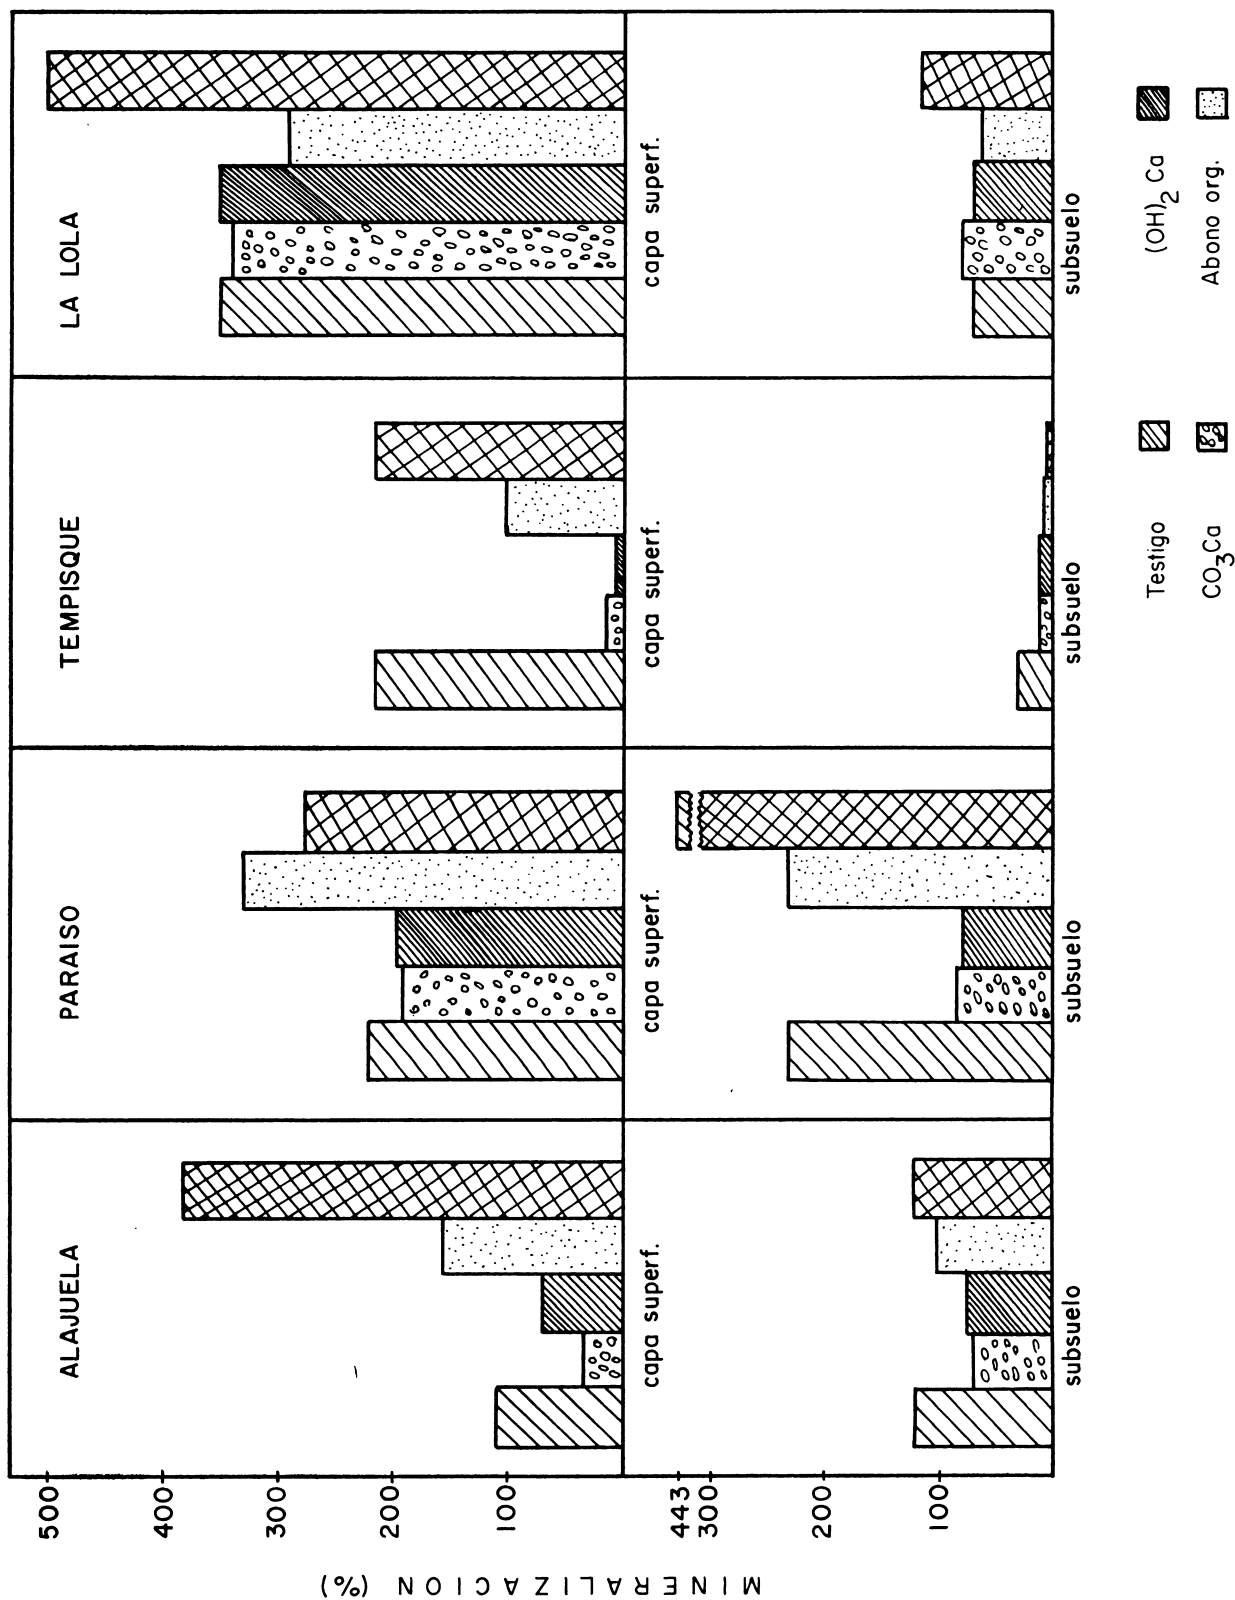 MINERALIZACION (%)
500
400
300
200
100
443
300
200
100
ALAJUELA
PARAISO
TEMPISQUE
LA LOLA
capa superf.
capa superf.
capa superf.
capa superf.
subsuelo
subsuelo
subsuelo
subsuelo
Testigo
(OH)2 Ca
CO3Ca
Abono org.